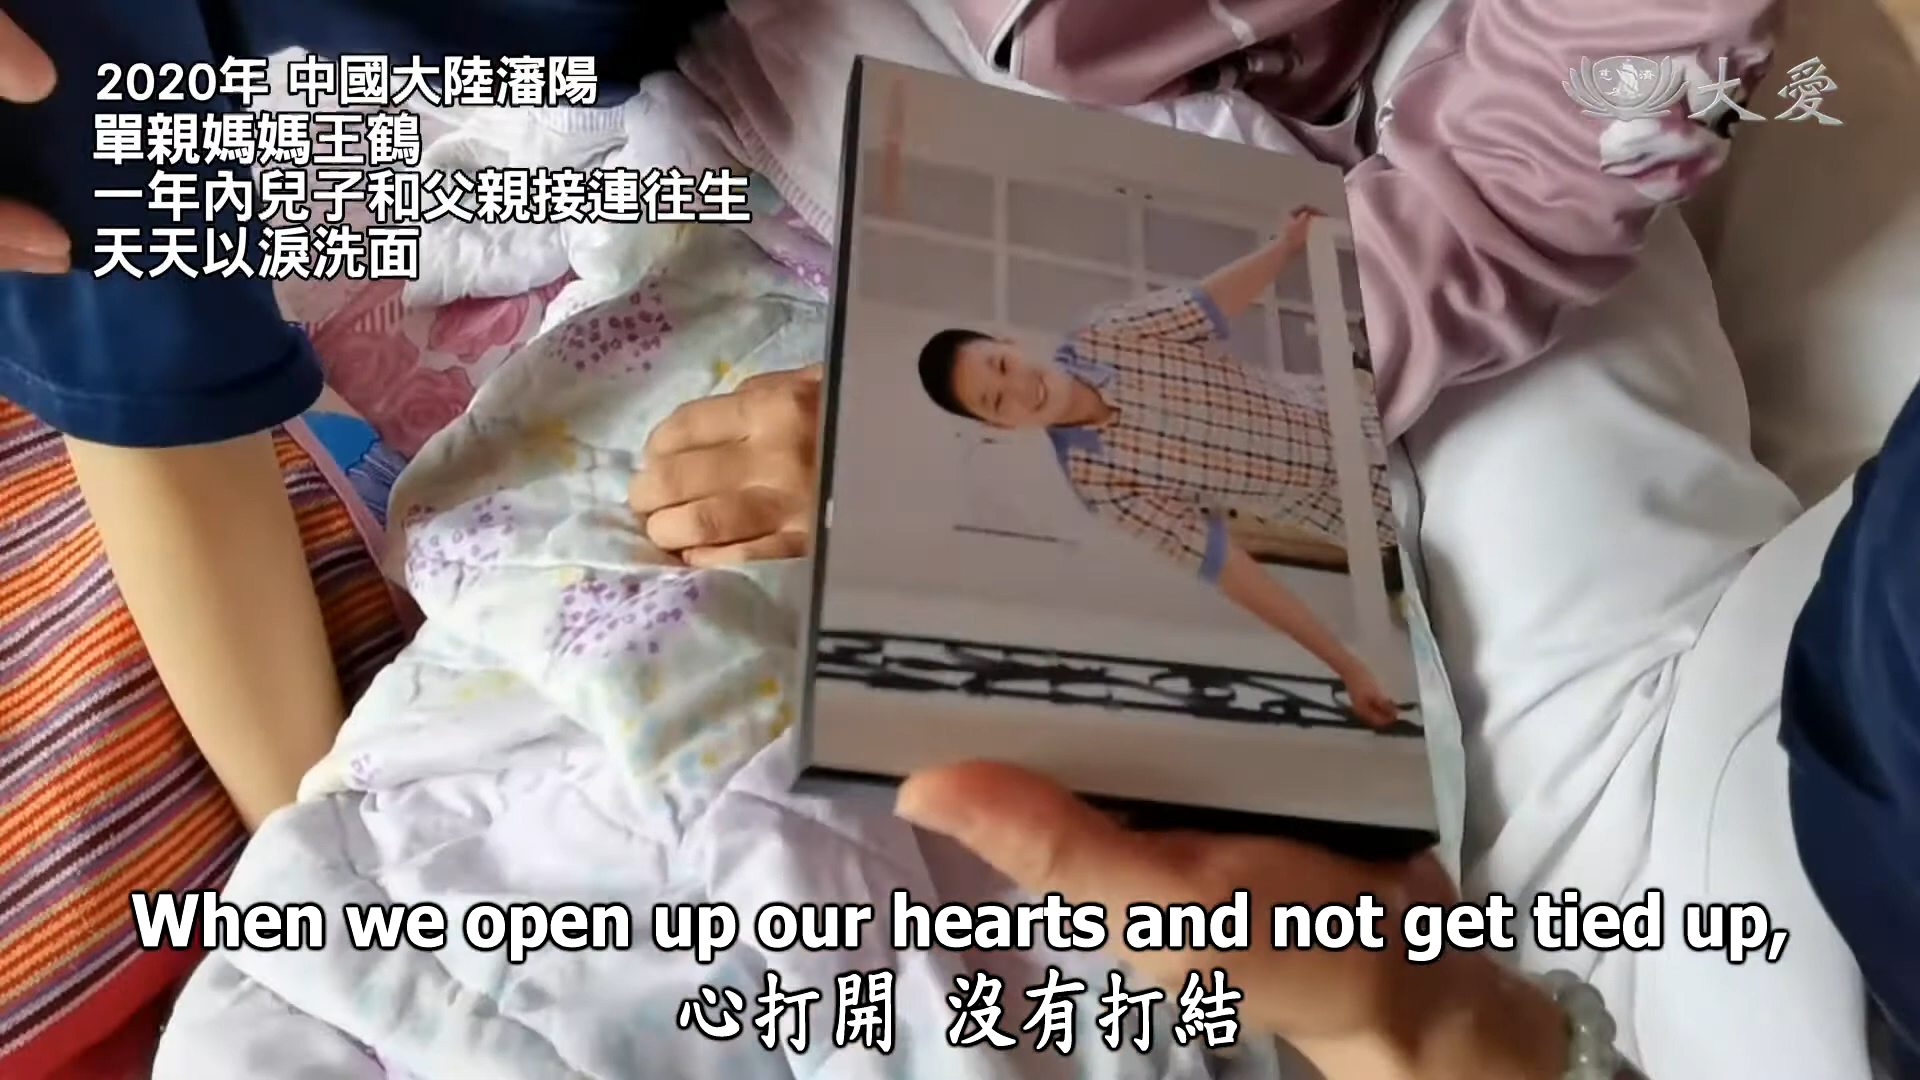 2020年 中國大陸瀋陽
單親媽媽王鶴
一年內兒子和父親接連往生
天天以淚洗面
慈 濟
大愛
When we open up our hearts and not get tied up,
心打開 沒有打結